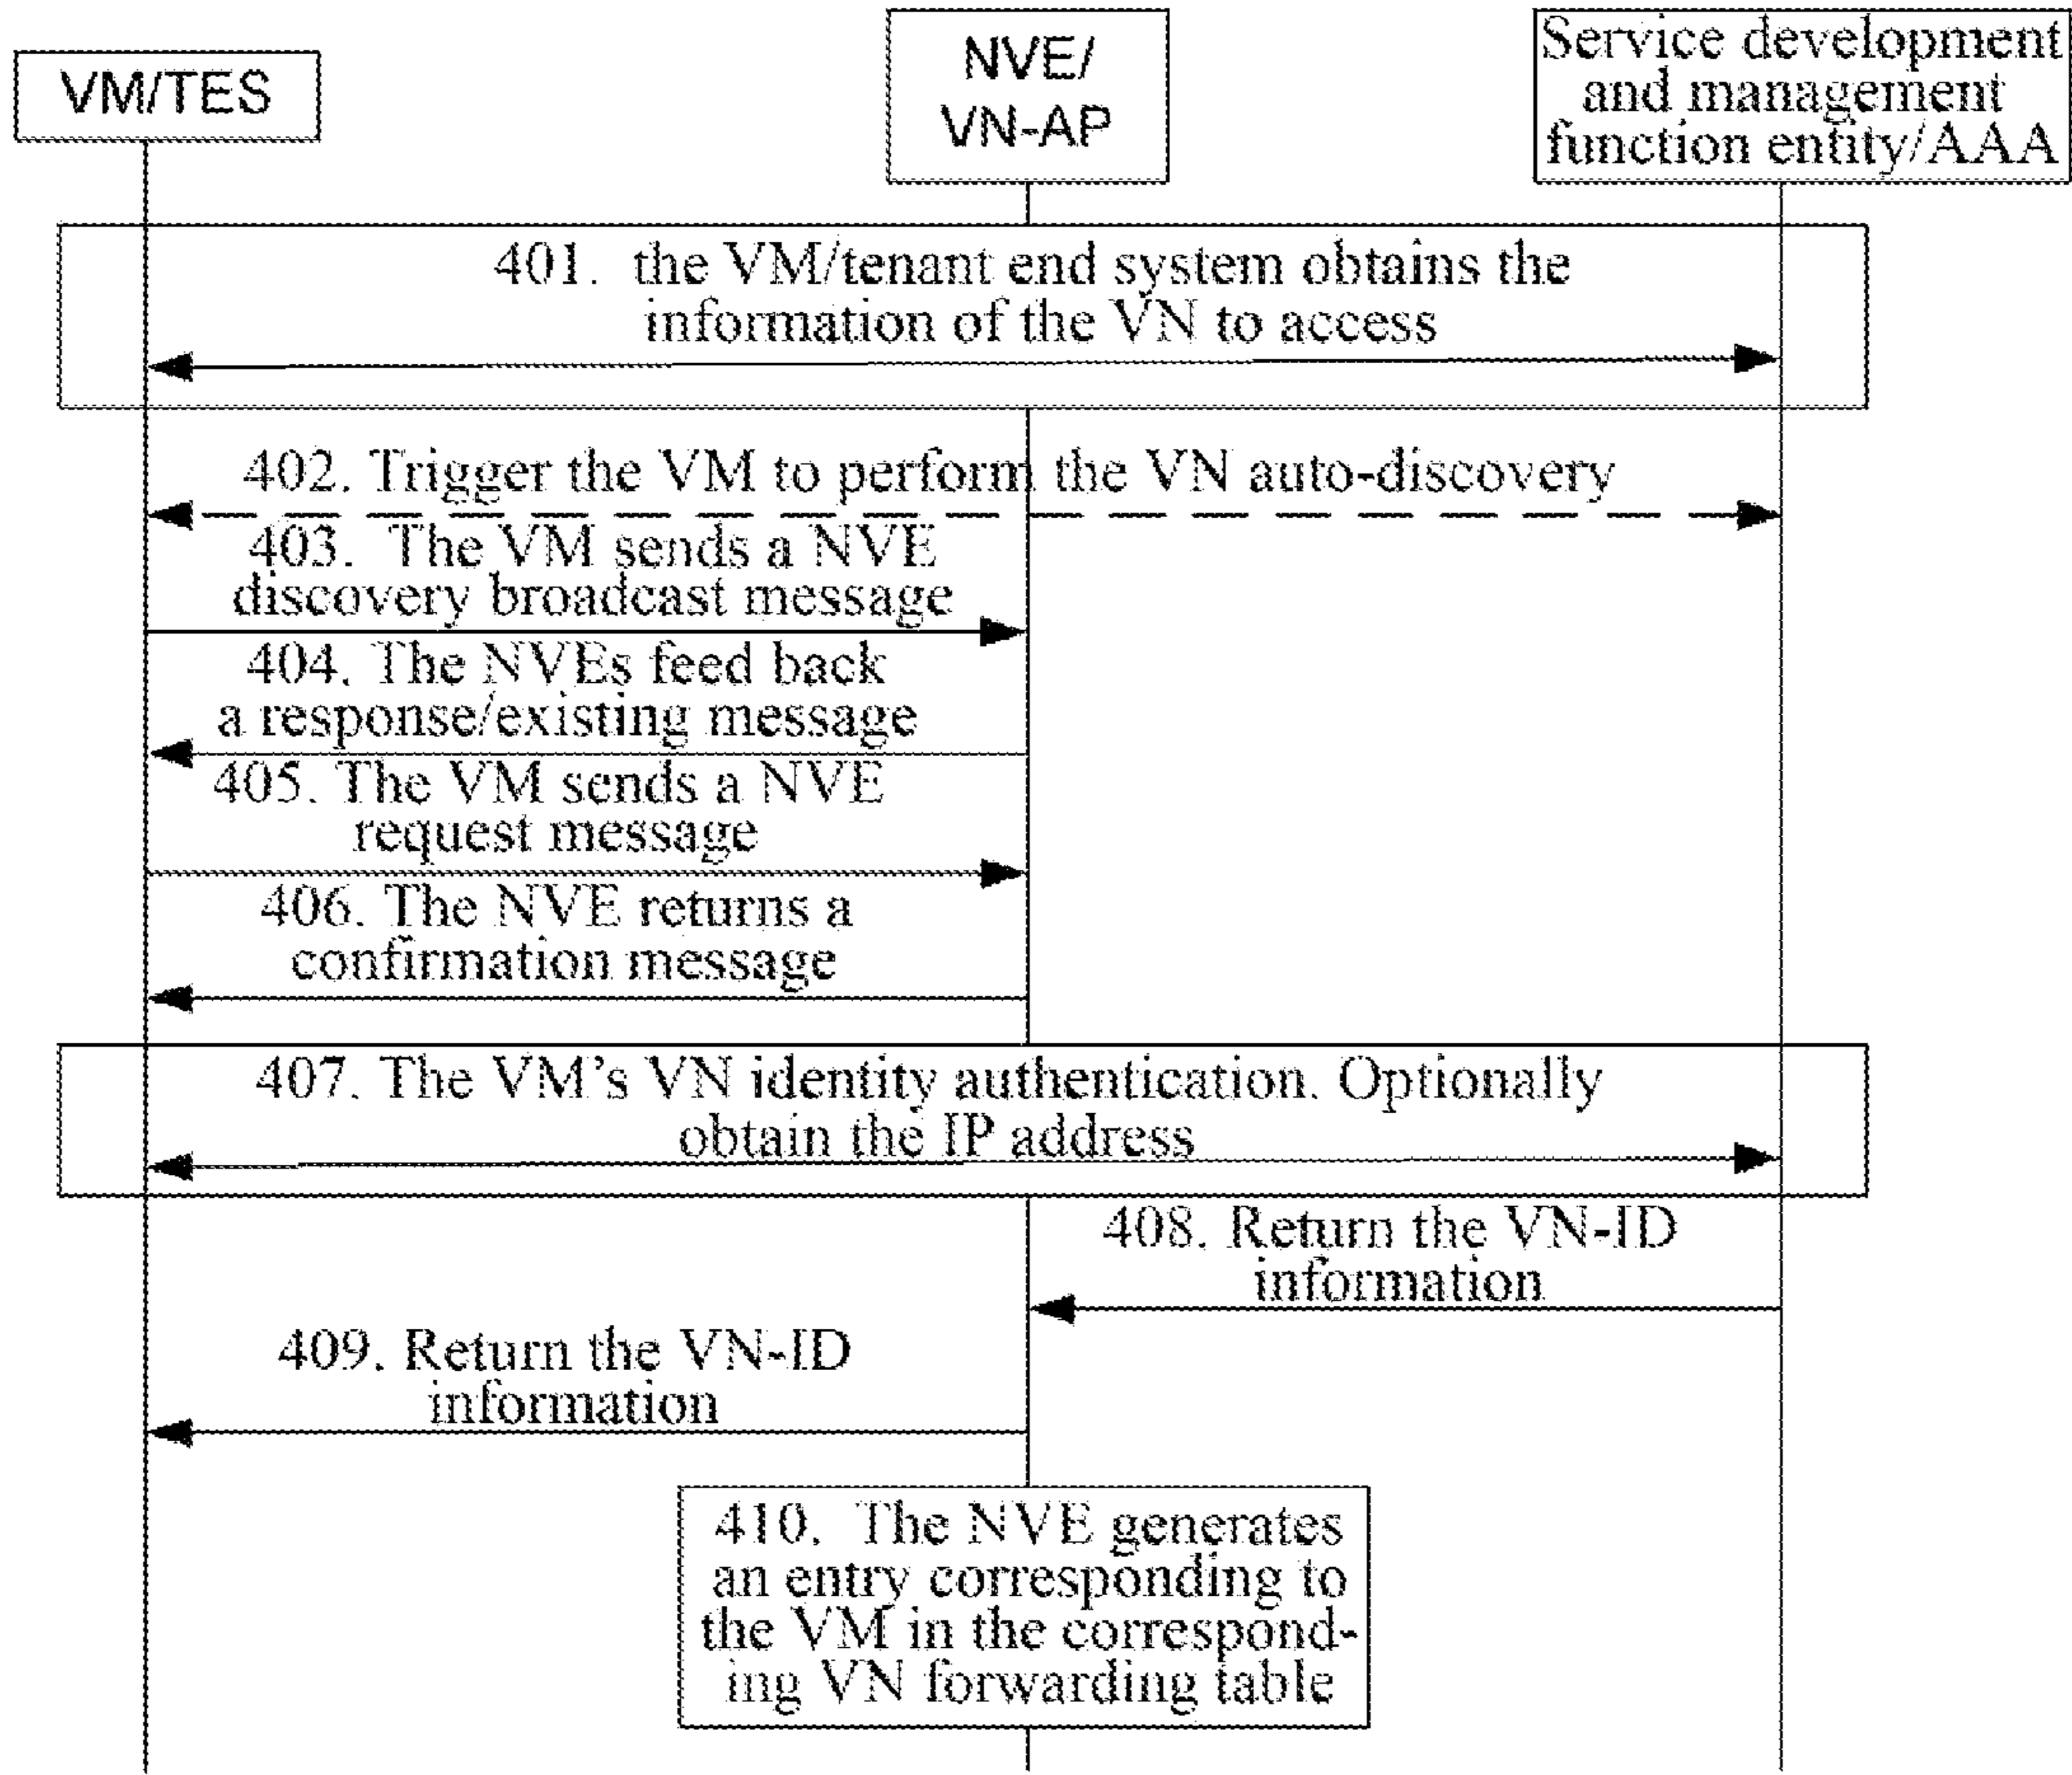 VM/TES
NVE/
VN-AP
Service development
and management
function entity/AAA
401. the VM/tenant end system obtains the
information of the VN to access
402. Trigger the VM to perform the VN auto-discovery
403. The VM sends a NVE
discovery broadcast message
404. The NVEs feed back
a response/existing message
405. The VM sends a NVE
request message
406. The NVE returns a
confirmation message
407. The VM's VN identity authentication. Optionally
obtain the IP address
408. Return the VN-ID
information
409. Return the VN-ID
information
410. The NVE generates
an entry corresponding to
the VM in the correspond-
ing VN forwarding table